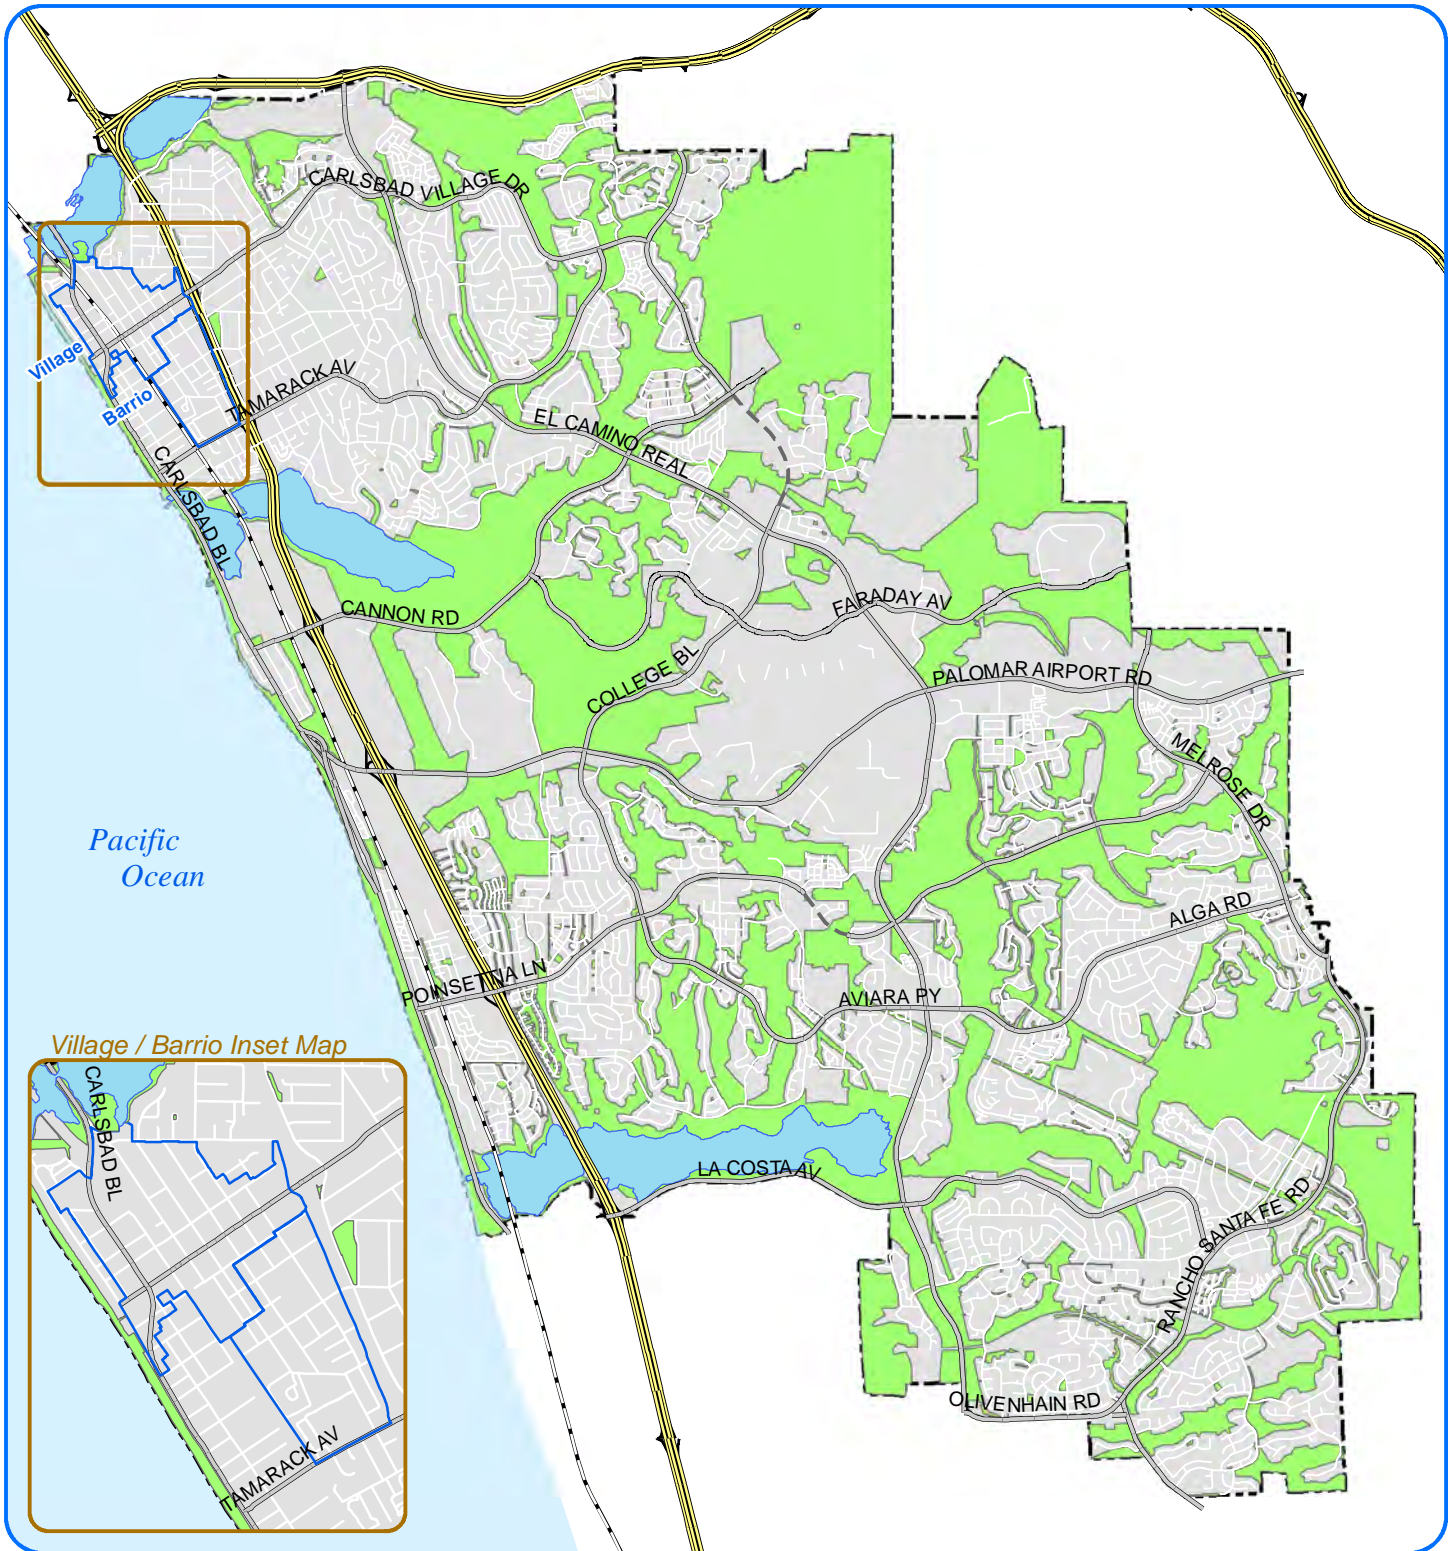 CARLSBAD VILLAGE DR
Village
Barrio
TAMARACK AV
EL CAMINO REAL
CARLSBAD BL
CANNON RD
FARADAY AV
COLLEGE BL
PALOMAR AIRPORT RD
MELROSE DR
Pacific
Ocean
ALGA RD
POINSETTIA LN
AVIARA PY
Village / Barrio Inset Map
CARLSBAD BL
LA COSTA AV
RANCHO SANTA FE RD
OLIVENHAIN RD
TAMARACK AV